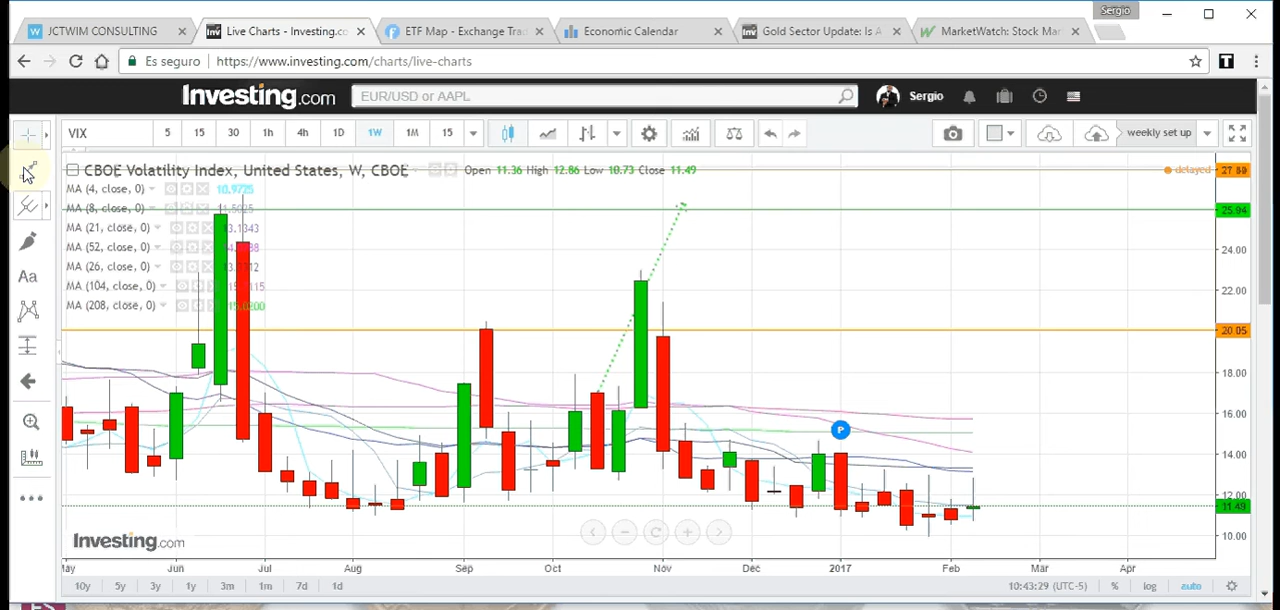 Sergio
JCTWIM CONSULTING
Live Charts - Investing.co
ETF Map - Exchange Tra
Economic Calendar
Gold Sector Update: Is A
MarketWatch: Stock Mar
Es seguro
https://www.investing.com/charts/live-charts
Investing.com
EUR/USD or AAPL
Sergio
VIX
5
15
30
1h
4h
1D
1W
1M
15
weekly set up
CBOE Volatility Index, United States, W, CBOE
Open 11.36 High 12.86 Low 10.73 Close 11.49
delayed
MA (4, close, 0)
10.9725
MA (8, close, 0)
MA (21, close, 0)
MA (52, close, 0)
MA (26, close, 0)
MA (104, close, 0)
MA (208, close, 0)
Aa
25.94
24.00
22.00
20.05
18.00
16.00
14.00
12.00
11.49
10.00
P
Investing.com
Jun
Jul
Aug
Sep
Oct
Nov
Dec
2017
Feb
Mar
Apr
10y
5y
3y
1y
3m
1m
7d
1d
10:43:29 (UTC-5)
%
log
auto
ES